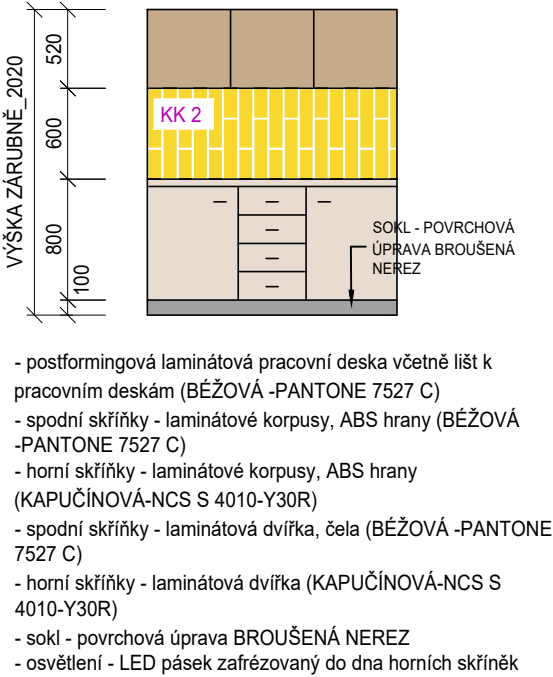 VÝŠKA ZÁRUBNĚ_2020
520
600
800
100
KK 2
SOKL - POVRCHOVÁ
ÚPRAVA BROUŠENÁ
NEREZ
- postformingová laminátová pracovní deska včetně lišt k
pracovním deskám (BÉŽOVÁ -PANTONE 7527 C)
- spodní skříňky - laminátové korpusy, ABS hrany (BÉŽOVÁ
-PANTONE 7527 C)
- horní skříňky - laminátové korpusy, ABS hrany
(KAPUČÍNOVÁ-NCS S 4010-Y30R)
- spodní skříňky - laminátová dvířka, čela (BÉŽOVÁ -PANTONE
7527 C)
- horní skříňky - laminátová dvířka (KAPUČÍNOVÁ-NCS S
4010-Y30R)
- sokl - povrchová úprava BROUŠENÁ NEREZ
- osvětlení - LED pásek zafrézovaný do dna horních skříněk